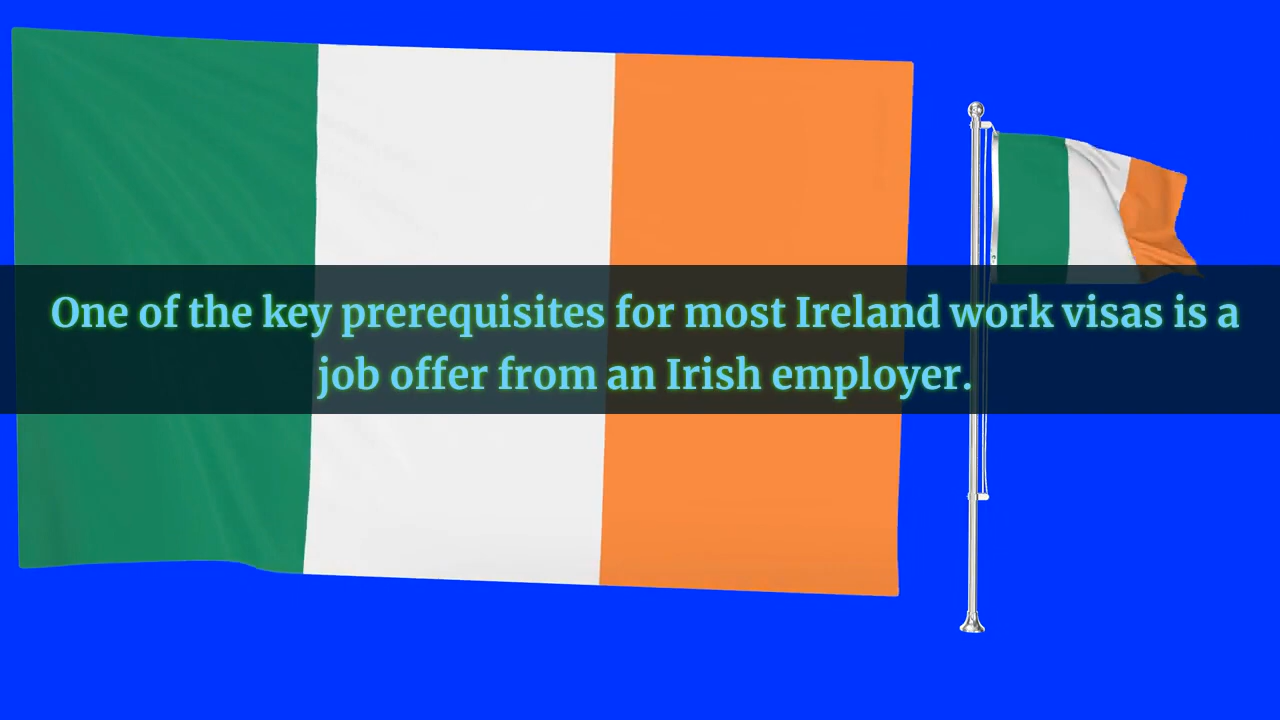 One of the key prerequisites for most Ireland work visas is a
job offer from an Irish employer.